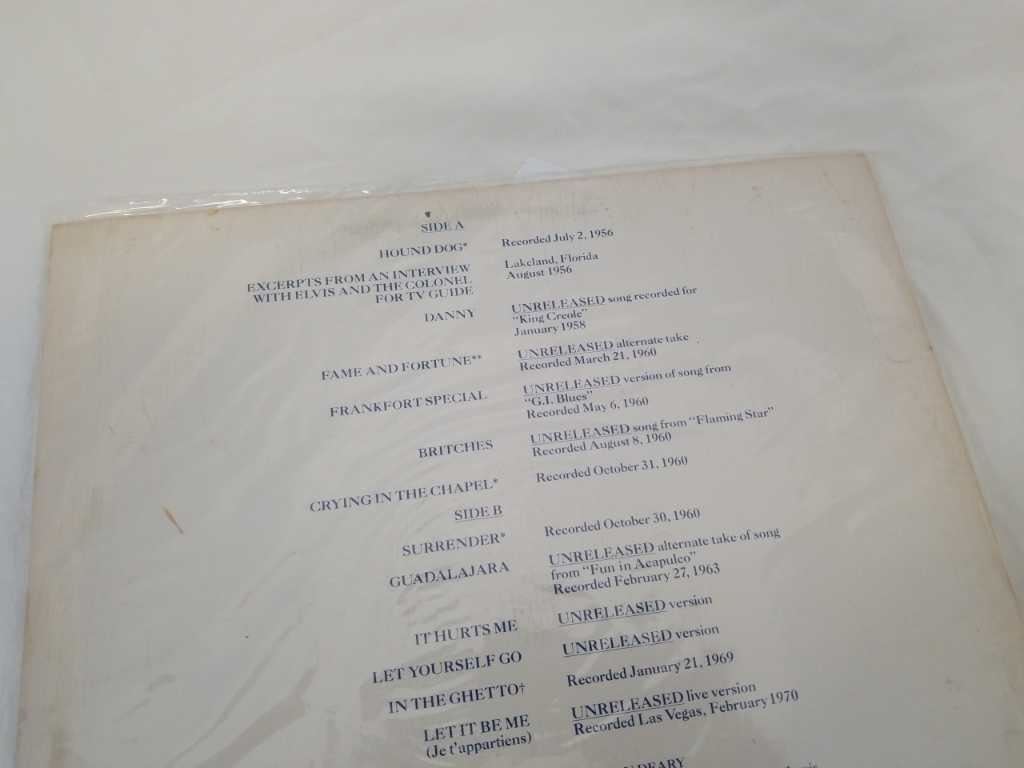 SIDE A
HOUND DOG* Recorded July 2, 1956
EXCERPTS FROM AN INTERVIEW Lakeland, Florida
WITH ELVIS AND THE COLONEL August 1956
FOR TV GUIDE
DANNY UNRELEASED song recorded for
"King Creole"
January 1958
FAME AND FORTUNE** UNRELEASED alternate take
Recorded March 21, 1960
FRANKFORT SPECIAL UNRELEASED version of song from
"G.I. Blues"
Recorded May 6, 1960
BRITCHES UNRELEASED song from "Flaming Star"
Recorded August 8, 1960
CRYING IN THE CHAPEL* Recorded October 31, 1960
SIDE B
SURRENDER* Recorded October 30, 1960
GUADALAJARA UNRELEASED alternate take of song
from "Fun in Acapulco"
Recorded February 27, 1963
IT HURTS ME UNRELEASED version
LET YOURSELF GO UNRELEASED version
IN THE GHETTO† Recorded January 21, 1969
LET IT BE ME UNRELEASED live version
(Je t'appartiens) Recorded Las Vegas, February 1970
DEARY